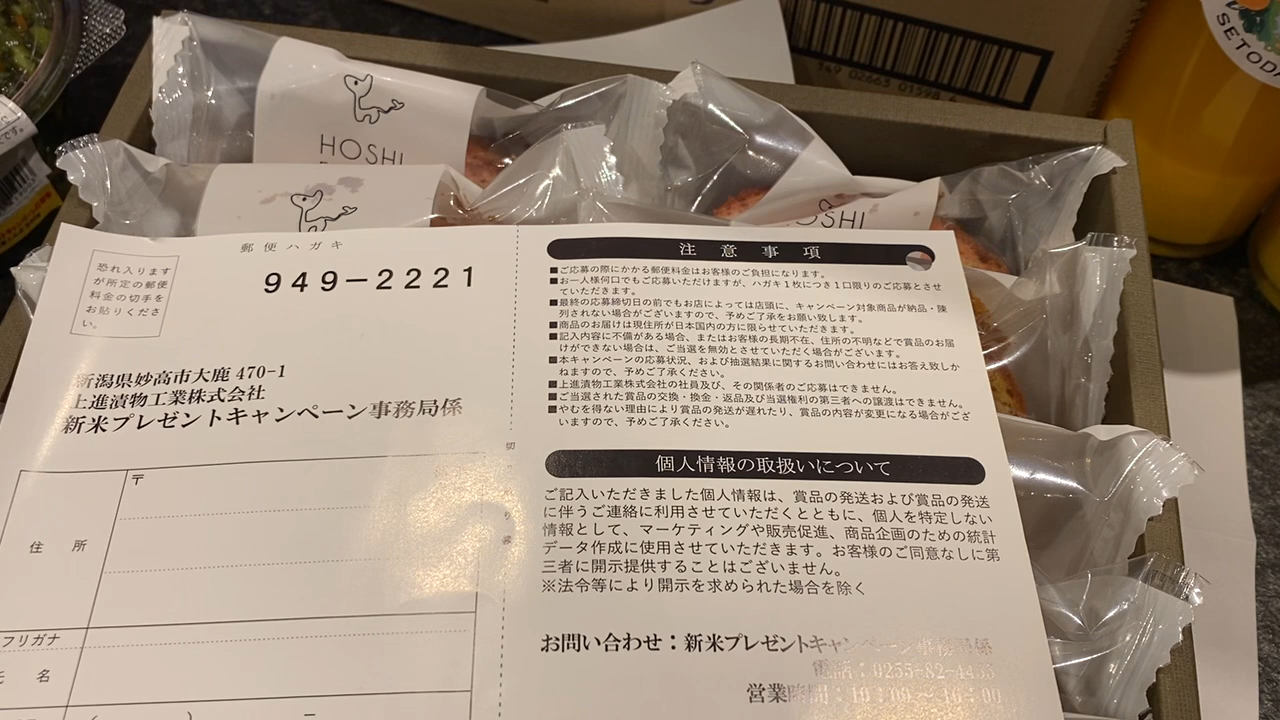 HOSHI
HOSHI
SETODA
郵便ハガキ
恐れ入ります
が所定の郵便
料金の切手を
お貼りくださ
い。
949-2221
新潟県妙高市大鹿 470-1
上進漬物工業株式会社
新米プレゼントキャンペーン事務局係
〒
住 所
フリガナ
氏 名
注意事項
■ご応募の際にかかる郵便料金はお客様のご負担になります。
■お一人様何口でもご応募いただけますが、ハガキ1枚につき1口限りのご応募とさせ
ていただきます。
■最終の応募締切日の前でもお店によっては店頭に、キャンペーン対象商品が納品・陳
列されない場合がございますので、予めご了承をお願い致します。
■商品のお届けは現住所が日本国内の方に限らせていただきます。
■記入内容に不備がある場合、またはお客様の長期不在、住所の不明などで賞品のお届
けができない場合は、ご当選を無効とさせていただく場合がございます。
■本キャンペーンの応募状況、および抽選結果に関するお問い合わせにはお答え致しか
ねますので、予めご了承ください。
■上進漬物工業株式会社の社員及び、その関係者のご応募はできません。
■ご当選された賞品の交換・換金・返品及び当選権利の第三者への譲渡はできません。
■やむを得ない理由により賞品の発送が遅れたり、賞品の内容が変更になる場合がござ
いますので、予めご了承ください。
個人情報の取扱いについて
ご記入いただきました個人情報は、賞品の発送および賞品の発送
に伴うご連絡に利用させていただくとともに、個人を特定しない
情報として、マーケティングや販売促進、商品企画のための統計
データ作成に使用させていただきます。お客様のご同意なしに第
三者に開示提供することはございません。
※法令等により開示を求められた場合を除く
お問い合わせ：新米プレゼントキャンペーン事務局係
電話：0255-82-4455
営業時間：10：00～16：00